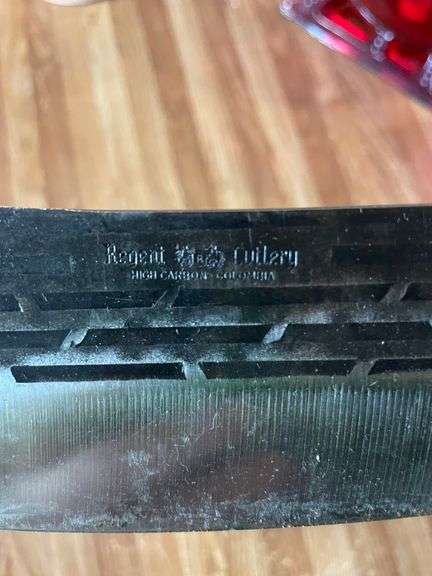 Regent Cutlery
HIGH CARBON - COLOMBIA